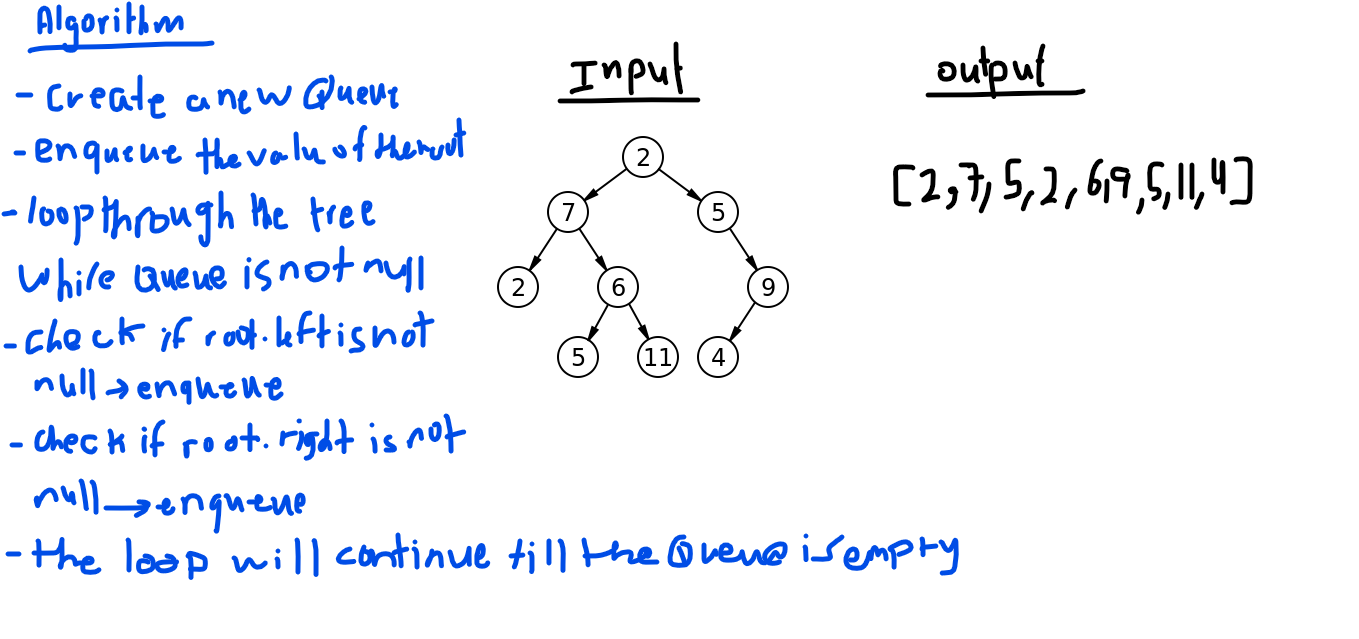 Algorithm
- create a new Queue
- enqueue the value of the root
- loop through the tree
while Queue is not null
- check if root.left is not
null → enqueue
- check if root.right is not
null → enqueue
- the loop will continue till the Queue is empty
Input
2
7 5
2 6 9
5 11 4
output
[2,7,5,2,6,9,5,11,4]